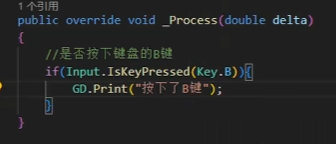 1个引用
public override void _Process(double delta)
{
//是否按下键盘的B键
if(Input.IsKeyPressed(Key.B)){
GD.Print("按下了B键");
}
}